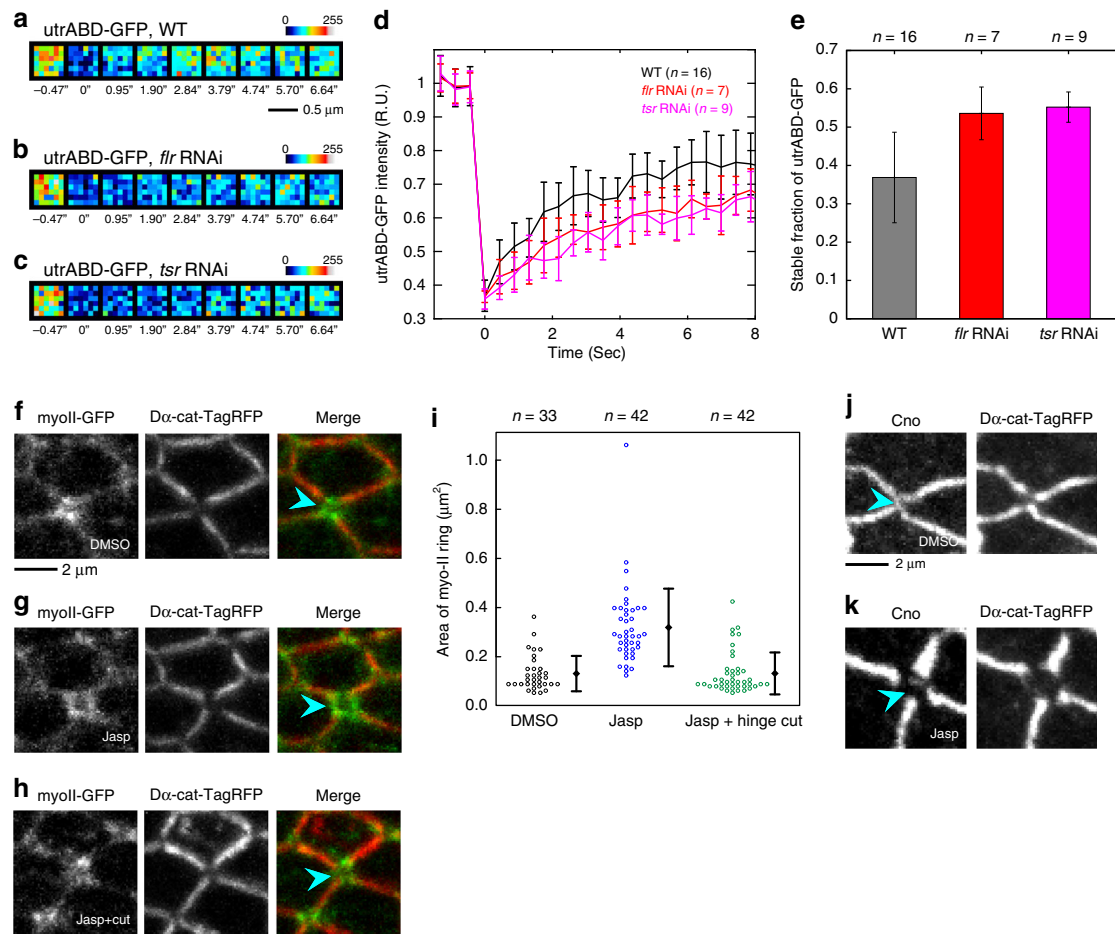 a
utrABD-GFP, WT
0 255
−0.47" 0" 0.95" 1.90" 2.84" 3.79" 4.74" 5.70" 6.64"
0.5 μm
b
utrABD-GFP, flr RNAi
0 255
−0.47" 0" 0.95" 1.90" 2.84" 3.79" 4.74" 5.70" 6.64"
c
utrABD-GFP, tsr RNAi
0 255
−0.47" 0" 0.95" 1.90" 2.84" 3.79" 4.74" 5.70" 6.64"
d
utrABD-GFP intensity (R.U.)
1.1
1
0.9
0.8
0.7
0.6
0.5
0.4
0.3
WT (n = 16)
flr RNAi (n = 7)
tsr RNAi (n = 9)
0 2 4 6 8
Time (Sec)
e
n = 16 n = 7 n = 9
Stable fraction of utrABD-GFP
0.7
0.6
0.5
0.4
0.3
0.2
0.1
0
WT flr RNAi tsr RNAi
f
myoII-GFP Dα-cat-TagRFP Merge
DMSO
2 μm
g
myoII-GFP Dα-cat-TagRFP Merge
Jasp
h
myoII-GFP Dα-cat-TagRFP Merge
Jasp+cut
i
n = 33 n = 42 n = 42
Area of myo-II ring (μm²)
1.0
0.8
0.6
0.4
0.2
0.0
DMSO Jasp Jasp + hinge cut
j
Cno Dα-cat-TagRFP
DMSO
2 μm
k
Cno Dα-cat-TagRFP
Jasp